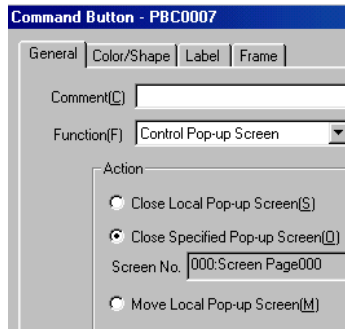 Command Button - PBC0007
General Color/Shape Label Frame
Comment(C)
Function(F) Control Pop-up Screen
Action
Close Local Pop-up Screen(S)
Close Specified Pop-up Screen(O)
Screen No. 000:Screen Page000
Move Local Pop-up Screen(M)